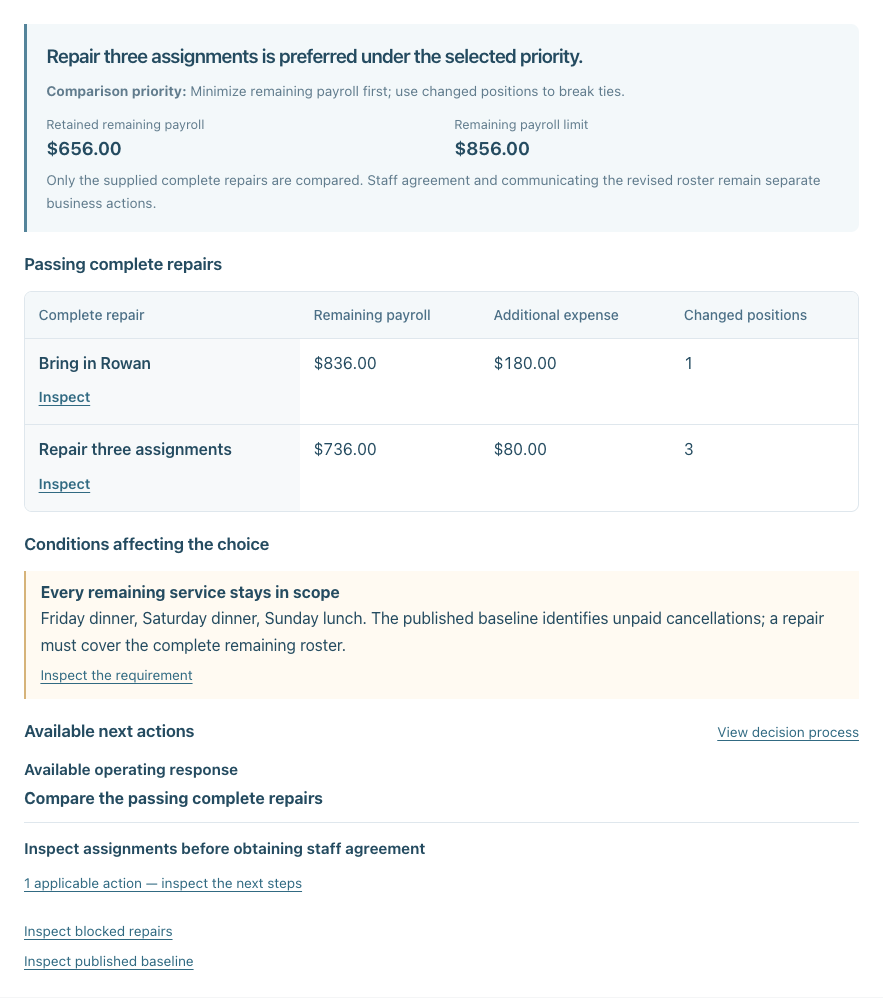 Repair three assignments is preferred under the selected priority.
Comparison priority: Minimize remaining payroll first; use changed positions to break ties.
Retained remaining payroll
Remaining payroll limit
$656.00
$856.00
Only the supplied complete repairs are compared. Staff agreement and communicating the revised roster remain separate
business actions.
Passing complete repairs
Complete repair
Remaining payroll
Additional expense
Changed positions
Bring in Rowan
$836.00
$180.00
1
Inspect
Repair three assignments
$736.00
$80.00
3
Inspect
Conditions affecting the choice
Every remaining service stays in scope
Friday dinner, Saturday dinner, Sunday lunch. The published baseline identifies unpaid cancellations; a repair
must cover the complete remaining roster.
Inspect the requirement
Available next actions
View decision process
Available operating response
Compare the passing complete repairs
Inspect assignments before obtaining staff agreement
1 applicable action — inspect the next steps
Inspect blocked repairs
Inspect published baseline